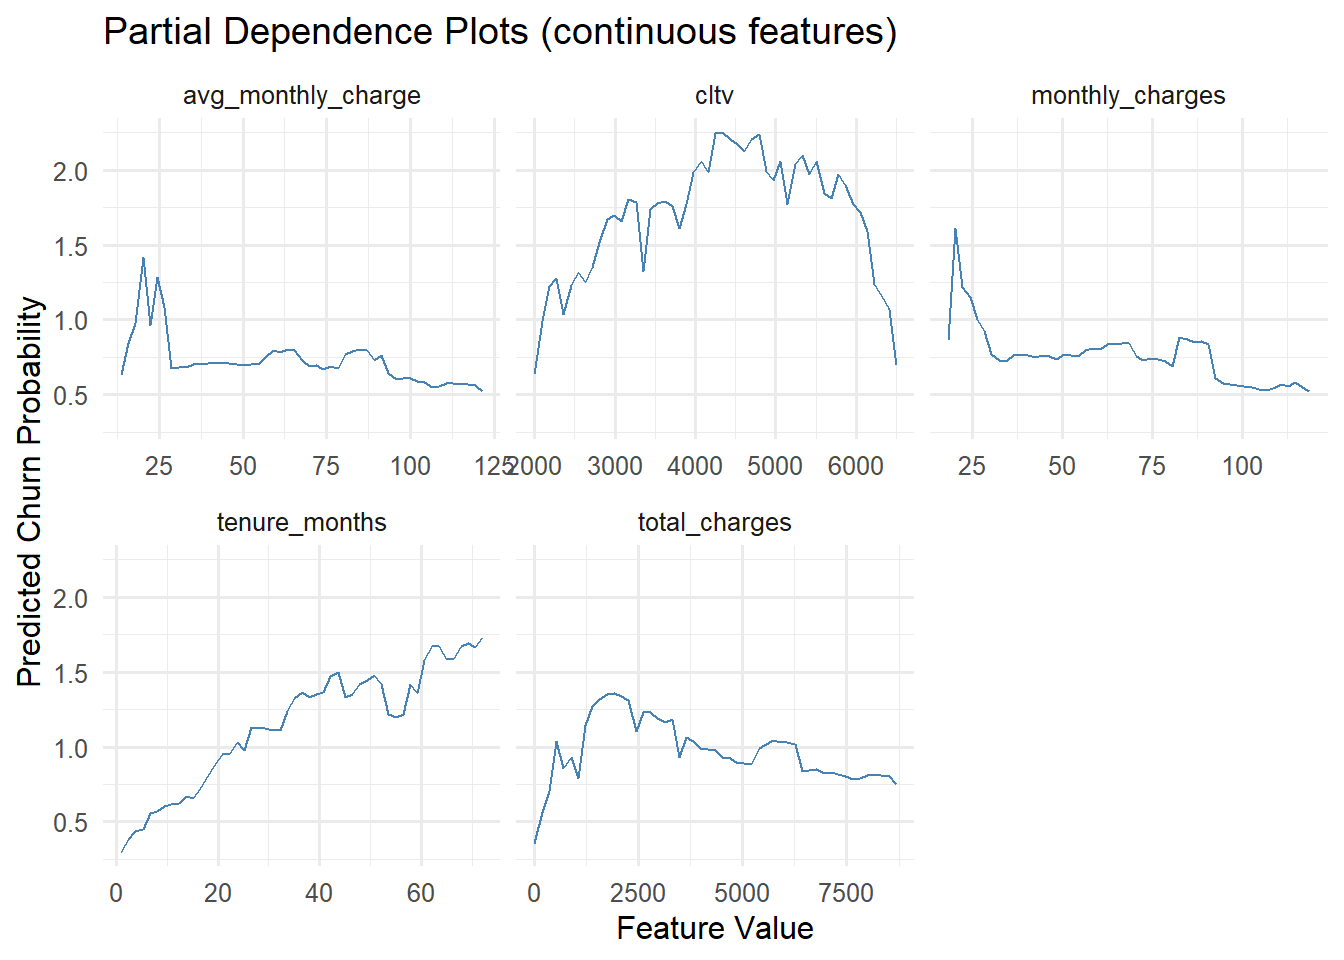 Partial Dependence Plots (continuous features)
avg_monthly_charge
cltv
monthly_charges
2.0
1.5
1.0
0.5
25 50 75 100 125
2000 3000 4000 5000 6000
25 50 75 100
Predicted Churn Probability
tenure_months
total_charges
2.0
1.5
1.0
0.5
0 20 40 60
0 2500 5000 7500
Feature Value